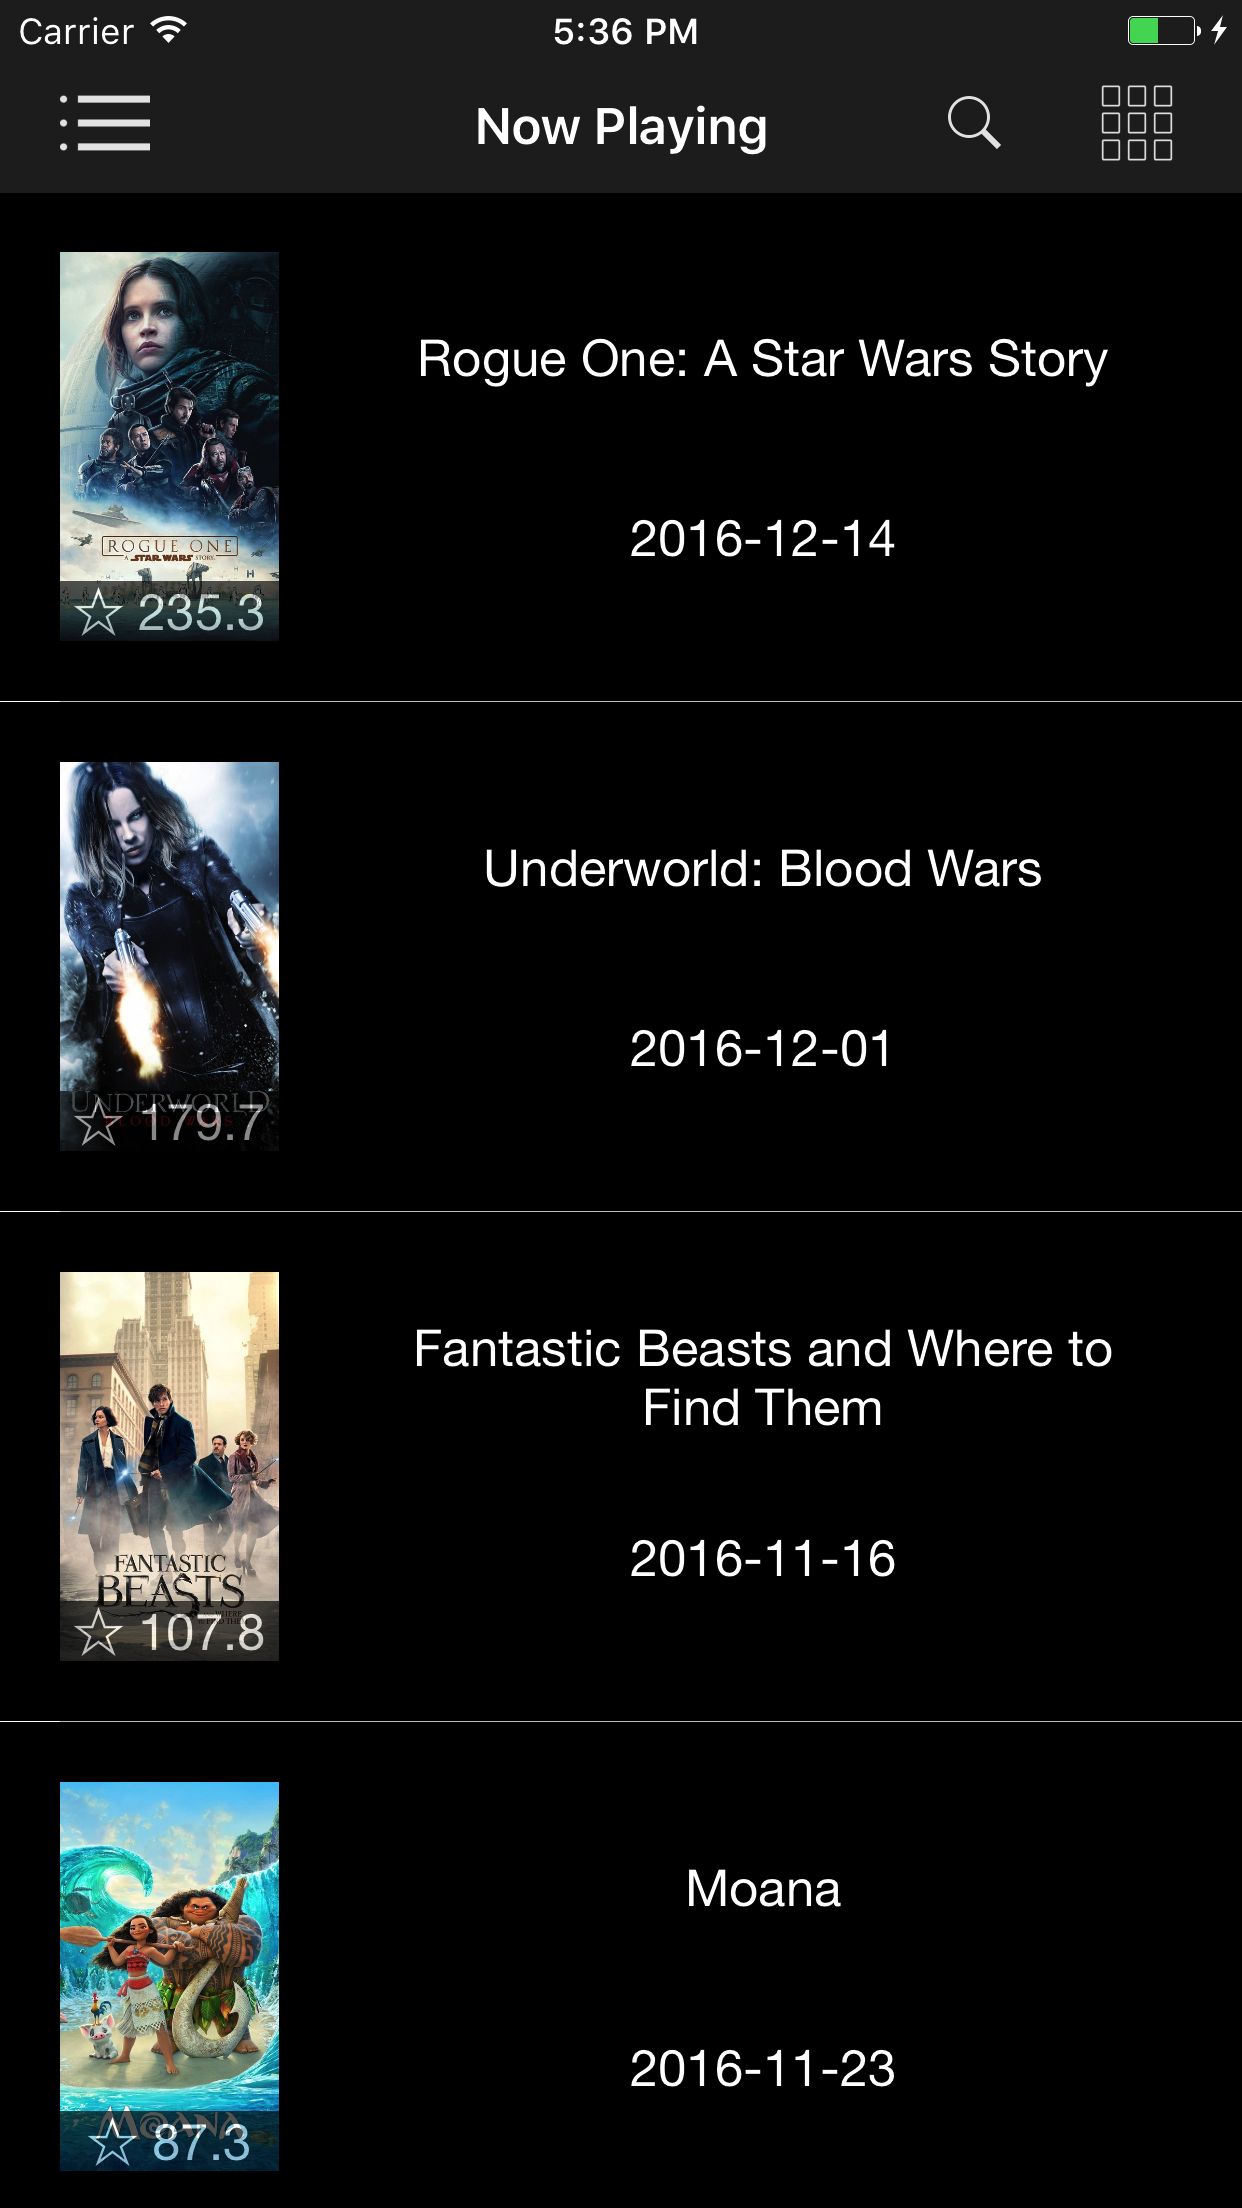 Carrier 5:36 PM
Now Playing
Rogue One: A Star Wars Story
2016-12-14
ROGUE ONE
A STAR WARS STORY
235.3
Underworld: Blood Wars
2016-12-01
UNDERWORLD
BLOOD WARS
179.7
Fantastic Beasts and Where to
Find Them
2016-11-16
FANTASTIC
BEASTS
107.8
Moana
2016-11-23
MOANA
87.3